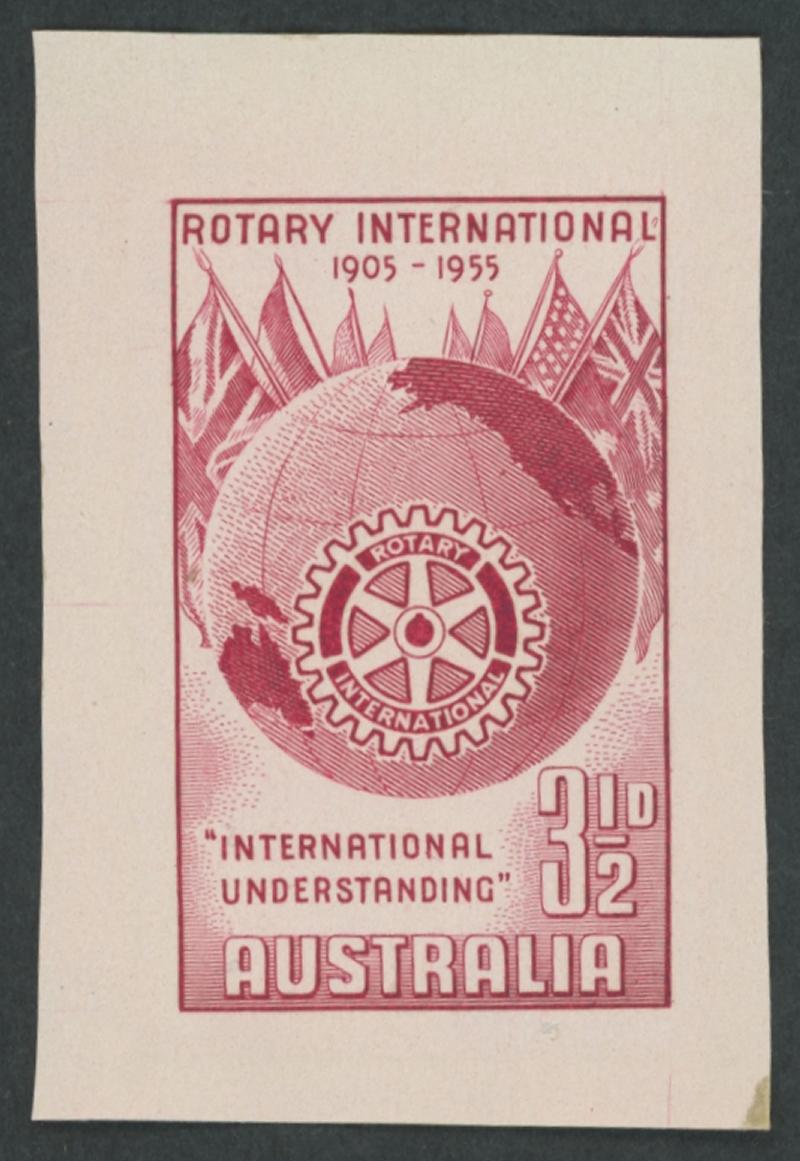 ROTARY INTERNATIONAL
1905 - 1955
ROTARY
INTERNATIONAL
3½D
"INTERNATIONAL
UNDERSTANDING"
AUSTRALIA